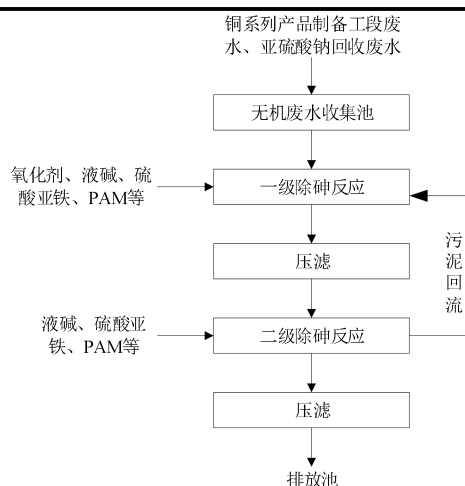 铜系列产品制备工段废
水、亚硫酸钠回收废水
无机废水收集池
氧化剂、液碱、硫
酸亚铁、PAM等
一级除砷反应
污
泥
回
流
压滤
液碱、硫酸亚
铁、PAM等
二级除砷反应
压滤
排放池